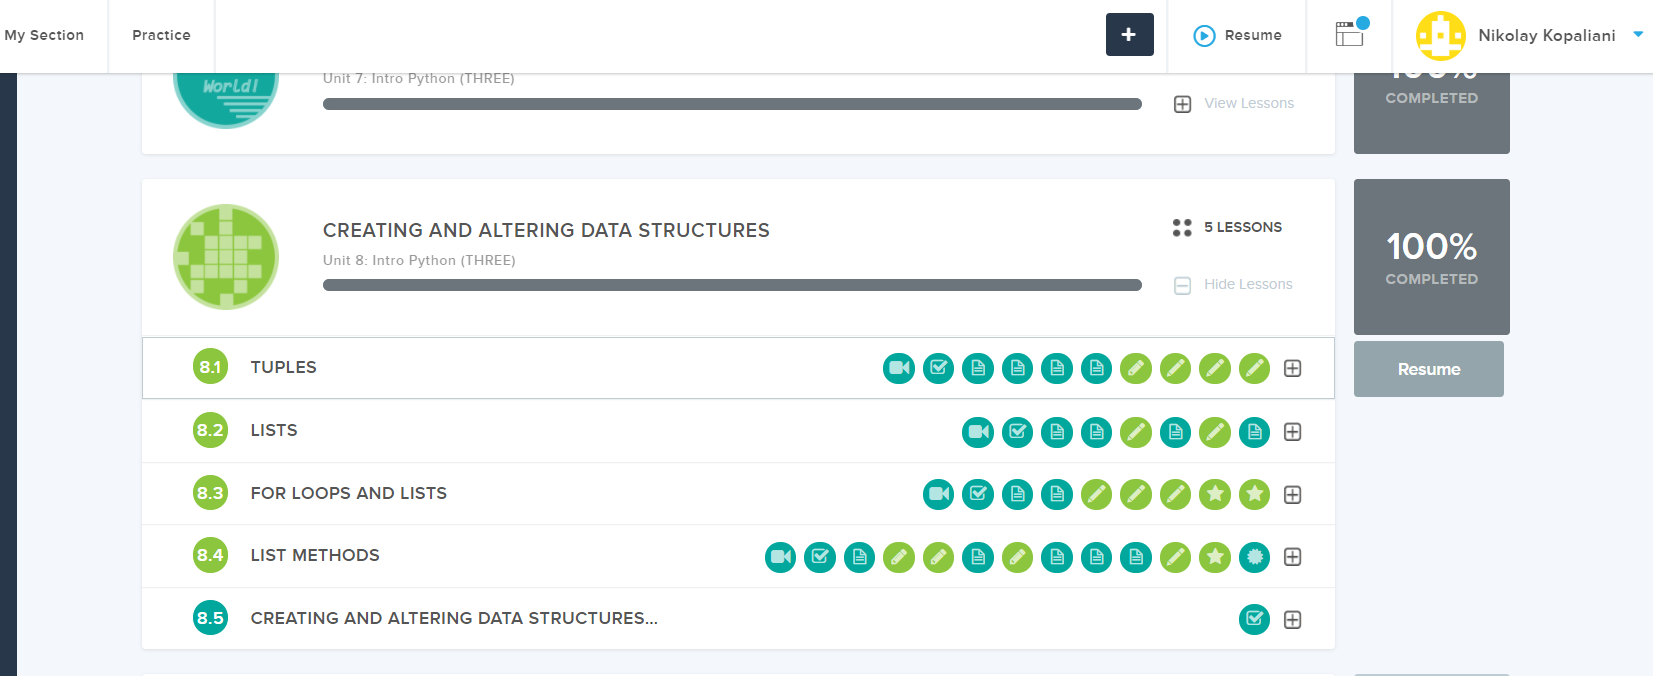 My Section
Practice
+
Resume
Nikolay Kopaliani
World!
Unit 7: Intro Python (THREE)
View Lessons
100%
COMPLETED
CREATING AND ALTERING DATA STRUCTURES
5 LESSONS
Unit 8: Intro Python (THREE)
Hide Lessons
100%
COMPLETED
8.1 TUPLES
Resume
8.2 LISTS
8.3 FOR LOOPS AND LISTS
8.4 LIST METHODS
8.5 CREATING AND ALTERING DATA STRUCTURES...